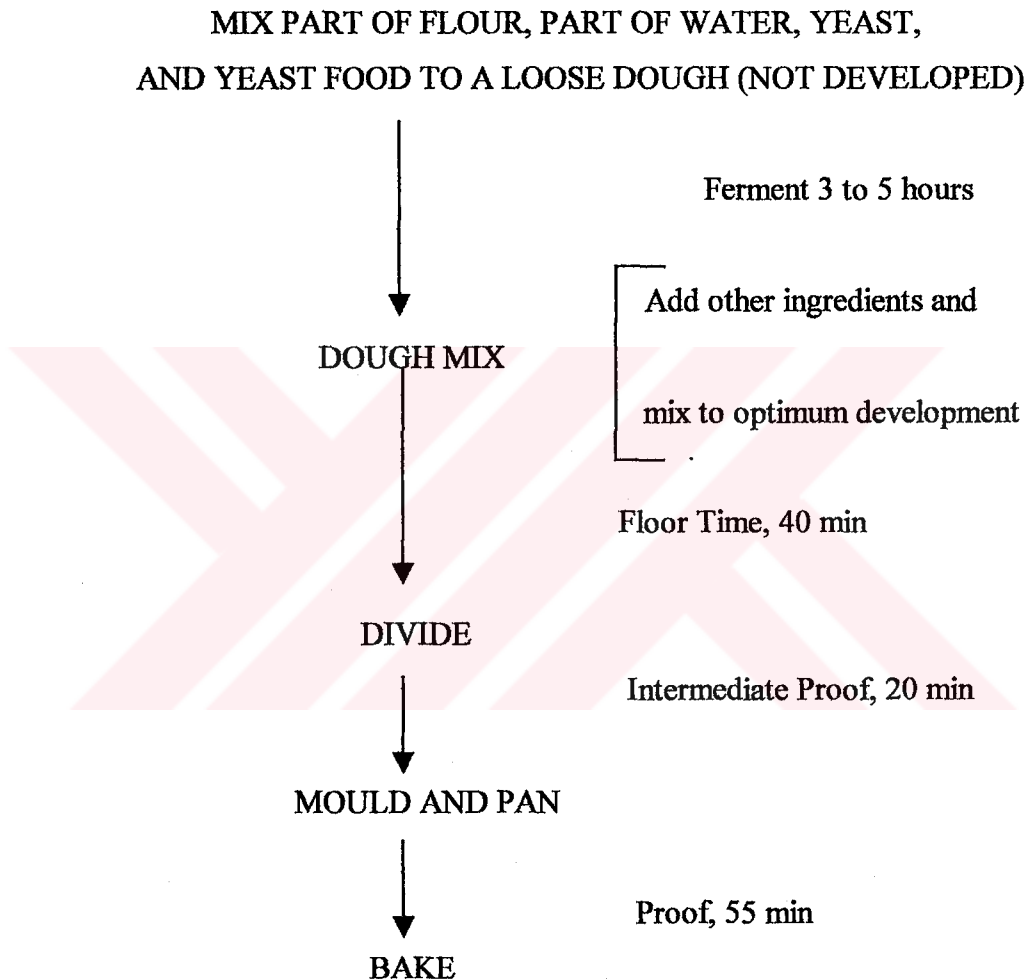 MIX PART OF FLOUR, PART OF WATER, YEAST,
AND YEAST FOOD TO A LOOSE DOUGH (NOT DEVELOPED)
Ferment 3 to 5 hours
Add other ingredients and
DOUGH MIX
mix to optimum development
Floor Time, 40 min
DIVIDE
Intermediate Proof, 20 min
MOULD AND PAN
Proof, 55 min
BAKE